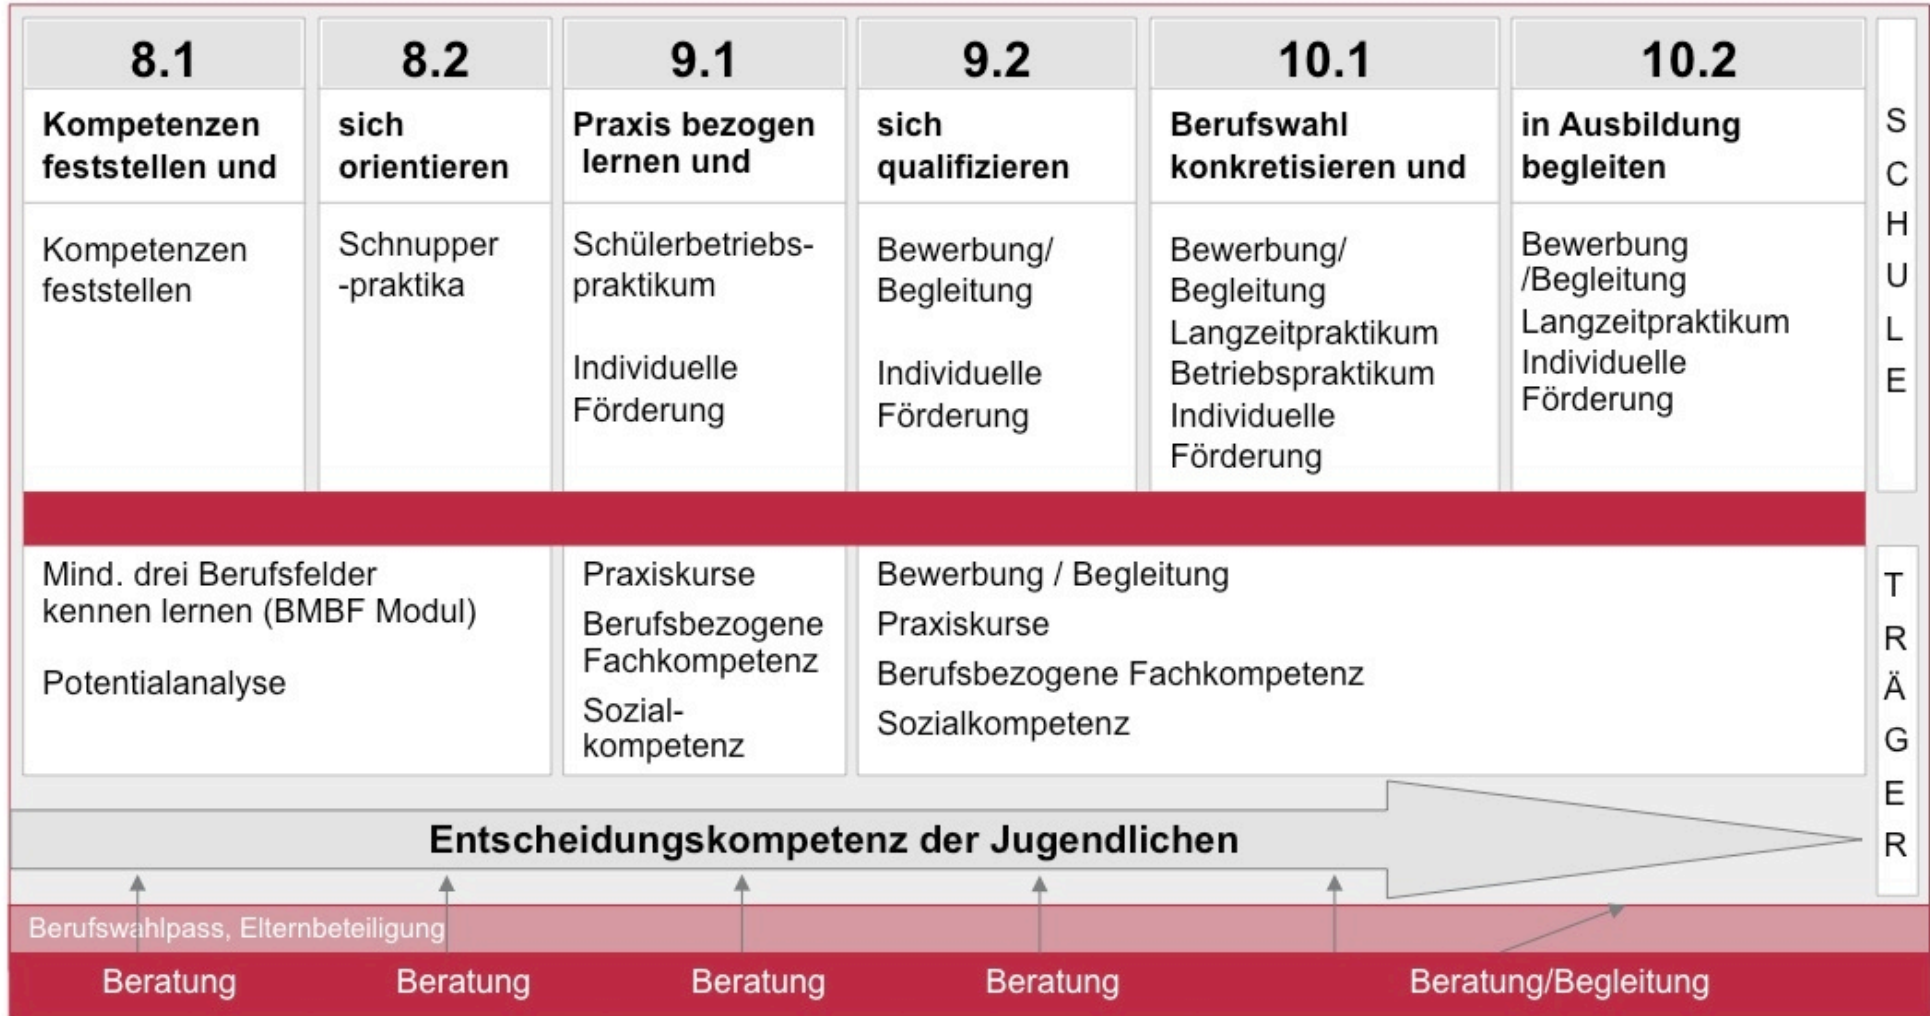 8.1
8.2
9.1
9.2
10.1
10.2
Kompetenzen
feststellen und
sich
orientieren
Praxis bezogen
lernen und
sich
qualifizieren
Berufswahl
konkretisieren und
in Ausbildung
begleiten
Kompetenzen
feststellen
Schnupper
-praktika
Schülerbetriebs-
praktikum
Individuelle
Förderung
Bewerbung/
Begleitung
Individuelle
Förderung
Bewerbung/
Begleitung
Langzeitpraktikum
Betriebspraktikum
Individuelle
Förderung
Bewerbung
/Begleitung
Langzeitpraktikum
Individuelle
Förderung
SCHULE
Mind. drei Berufsfelder
kennen lernen (BMBF Modul)
Potentialanalyse
Praxiskurse
Berufsbezogene
Fachkompetenz
Sozial-
kompetenz
Bewerbung / Begleitung
Praxiskurse
Berufsbezogene Fachkompetenz
Sozialkompetenz
TRÄGER
Entscheidungskompetenz der Jugendlichen
Berufswahlpass, Elternbeteiligung
Beratung
Beratung
Beratung
Beratung
Beratung/Begleitung